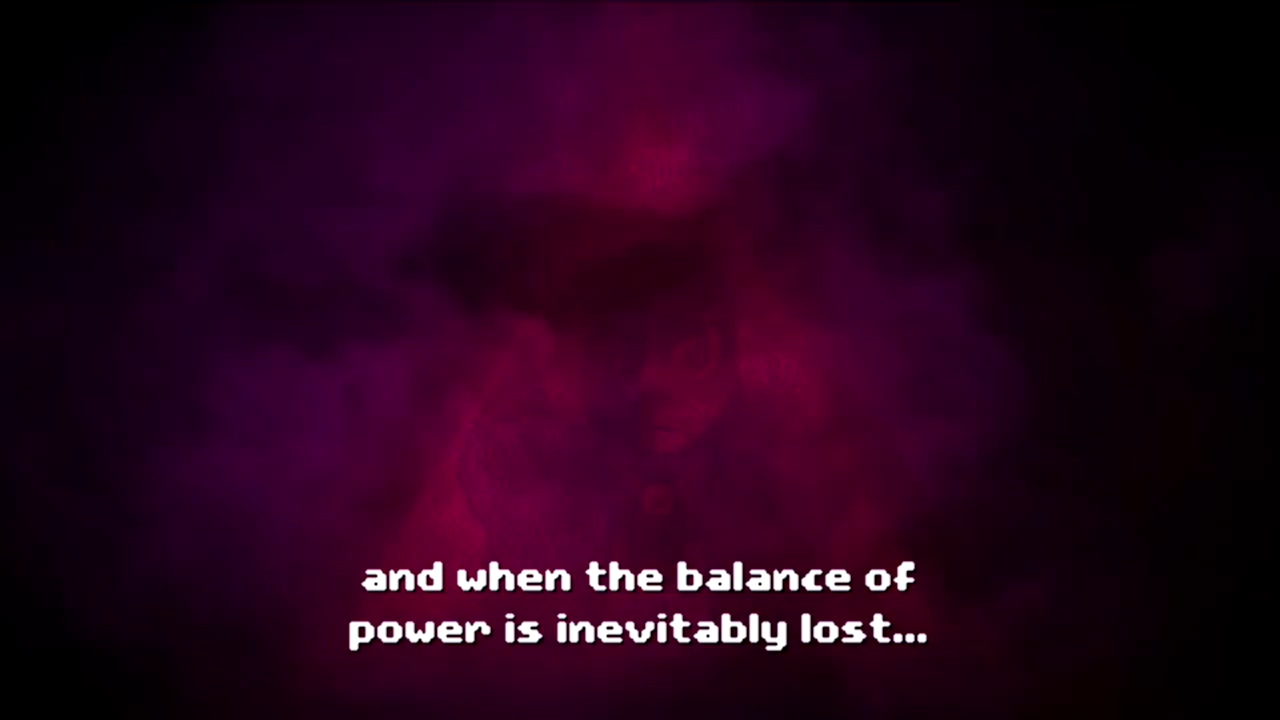 and when the balance of
power is inevitably lost...